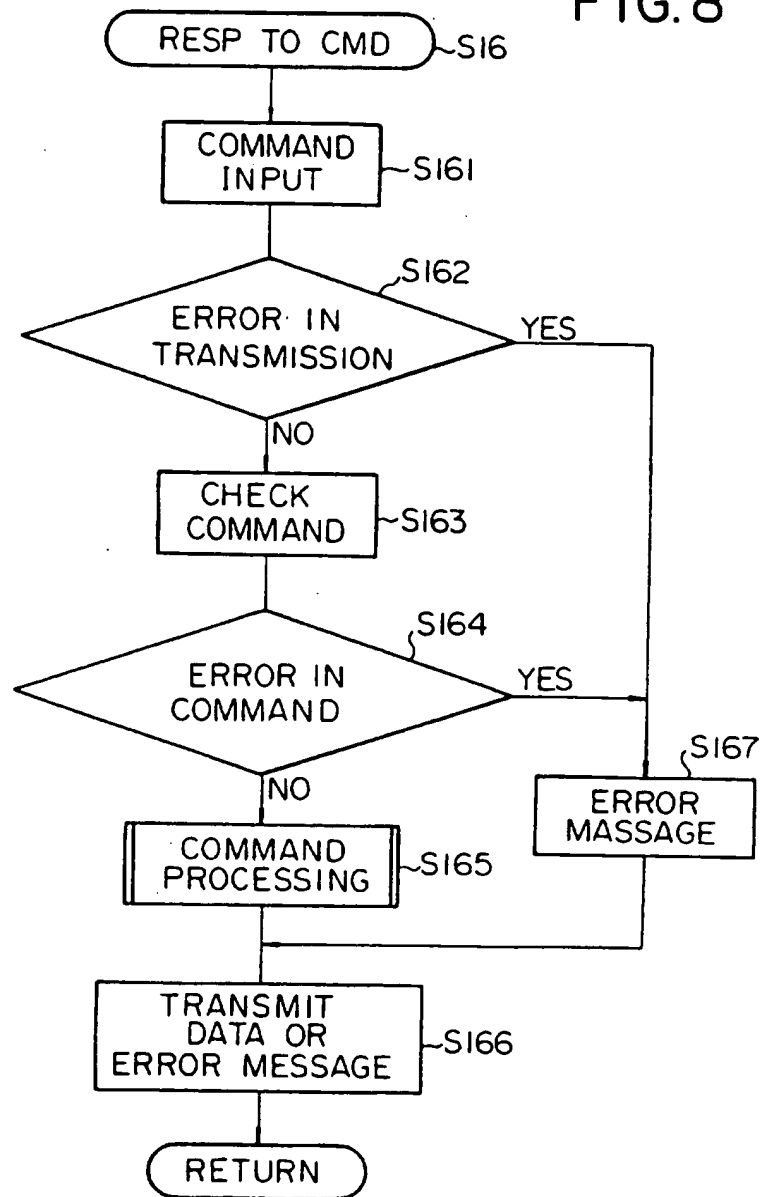 FIG. 8
RESP TO CMD
S16
COMMAND
INPUT
S161
S162
ERROR IN
TRANSMISSION
YES
NO
CHECK
COMMAND
S163
S164
ERROR IN
COMMAND
YES
NO
S167
ERROR
MASSAGE
COMMAND
PROCESSING
S165
TRANSMIT
DATA OR
ERROR MESSAGE
S166
RETURN